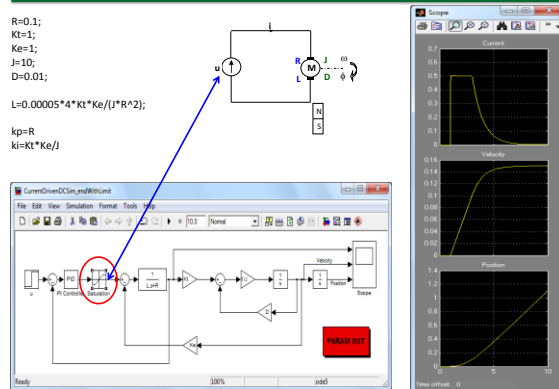 R=0.1;
Kt=1;
Ke=1;
J=10;
D=0.01;
L=0.00005*4*Kt*Ke/(J*R^2);
kp=R
ki=Kt*Ke/J
i
u
R
L
M
J
D
ω
ϕ
N
S
CurrentDrivenDCSim_endWithLimit
File Edit View Simulation Format Tools Help
10.0
Normal
Velocity
Position
Scope
u
PID
PI Controller
Saturation
1
L.s+R
Kt
1/J
1
s
1
s
D
Ke
PARAM INIT
Ready
100%
ode3
Scope
Current
0.7
0.6
0.5
0.4
0.3
0.2
0.1
0
Velocity
0.16
0.14
0.12
0.1
0.08
0.06
0.04
0.02
0
Position
1.4
1.2
1
0.8
0.6
0.4
0.2
0
0
5
10
Time offset: 0